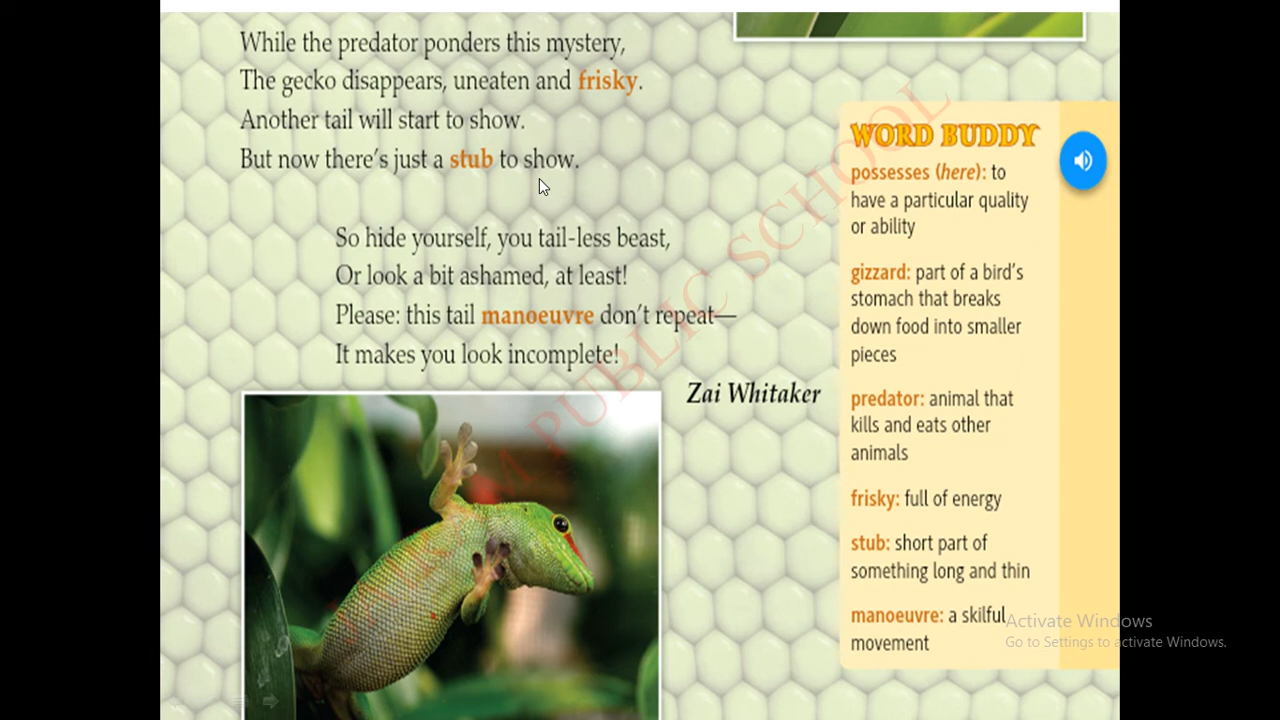 While the predator ponders this mystery,
The gecko disappears, uneaten and frisky.
Another tail will start to show.
But now there's just a stub to show.
So hide yourself, you tail-less beast,
Or look a bit ashamed, at least!
Please: this tail manoeuvre don't repeat—
It makes you look incomplete!
Zai Whitaker
WORD BUDDY
possesses (here): to
have a particular quality
or ability
gizzard: part of a bird's
stomach that breaks
down food into smaller
pieces
predator: animal that
kills and eats other
animals
frisky: full of energy
stub: short part of
something long and thin
manoeuvre: a skilful
movement
Activate Windows
Go to Settings to activate Windows.
PUBLIC SCHOOL